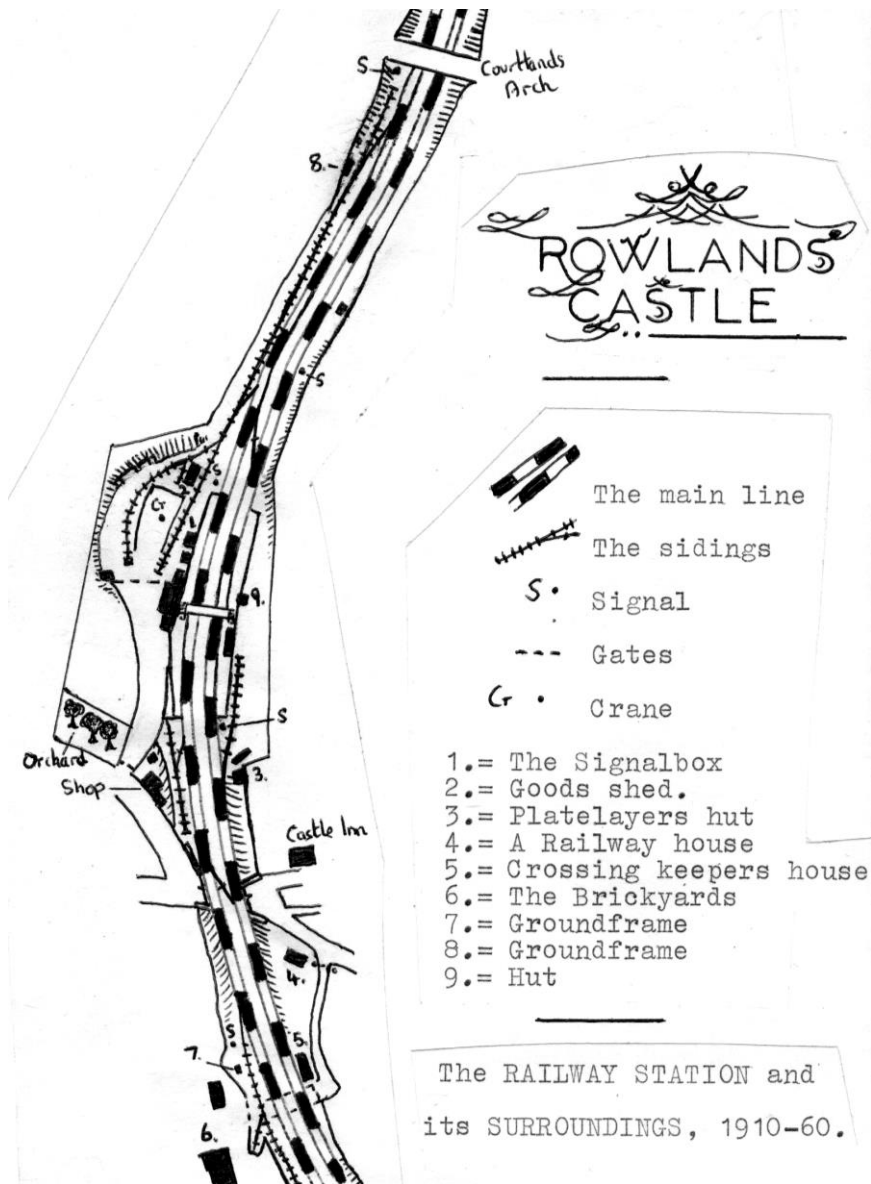 S
Courtlands
Arch
8.
ROWLANDS
CASTLE
S
S
Cr
9.
S
Orchard
Shop
3.
Castle Inn
4.
S
7.
5.
6.
The main line
The sidings
S • Signal
Gates
Cr • Crane
1.= The Signalbox
2.= Goods shed.
3.= Platelayers hut
4.= A Railway house
5.= Crossing keepers house
6.= The Brickyards
7.= Groundframe
8.= Groundframe
9.= Hut
The RAILWAY STATION and
its SURROUNDINGS, 1910-60.